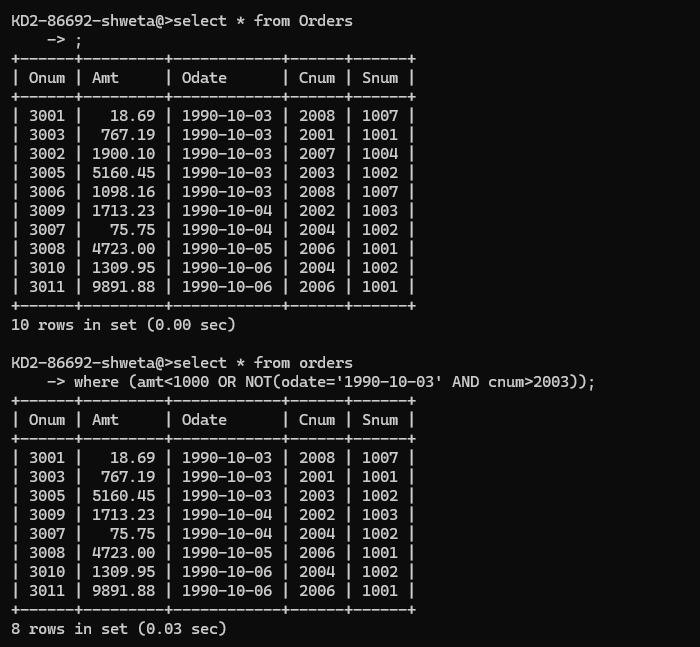 KD2-86692-shweta@>select * from Orders
    -> ;
+------+---------+------------+------+------+
| Onum | Amt     | Odate      | Cnum | Snum |
+------+---------+------------+------+------+
| 3001 |   18.69 | 1990-10-03 | 2008 | 1007 |
| 3003 |  767.19 | 1990-10-03 | 2001 | 1001 |
| 3002 | 1900.10 | 1990-10-03 | 2007 | 1004 |
| 3005 | 5160.45 | 1990-10-03 | 2003 | 1002 |
| 3006 | 1098.16 | 1990-10-03 | 2008 | 1007 |
| 3009 | 1713.23 | 1990-10-04 | 2002 | 1003 |
| 3007 |   75.75 | 1990-10-04 | 2004 | 1002 |
| 3008 | 4723.00 | 1990-10-05 | 2006 | 1001 |
| 3010 | 1309.95 | 1990-10-06 | 2004 | 1002 |
| 3011 | 9891.88 | 1990-10-06 | 2006 | 1001 |
+------+---------+------------+------+------+
10 rows in set (0.00 sec)

KD2-86692-shweta@>select * from orders
    -> where (amt<1000 OR NOT(odate='1990-10-03' AND cnum>2003));
+------+---------+------------+------+------+
| Onum | Amt     | Odate      | Cnum | Snum |
+------+---------+------------+------+------+
| 3001 |   18.69 | 1990-10-03 | 2008 | 1007 |
| 3003 |  767.19 | 1990-10-03 | 2001 | 1001 |
| 3005 | 5160.45 | 1990-10-03 | 2003 | 1002 |
| 3009 | 1713.23 | 1990-10-04 | 2002 | 1003 |
| 3007 |   75.75 | 1990-10-04 | 2004 | 1002 |
| 3008 | 4723.00 | 1990-10-05 | 2006 | 1001 |
| 3010 | 1309.95 | 1990-10-06 | 2004 | 1002 |
| 3011 | 9891.88 | 1990-10-06 | 2006 | 1001 |
+------+---------+------------+------+------+
8 rows in set (0.03 sec)